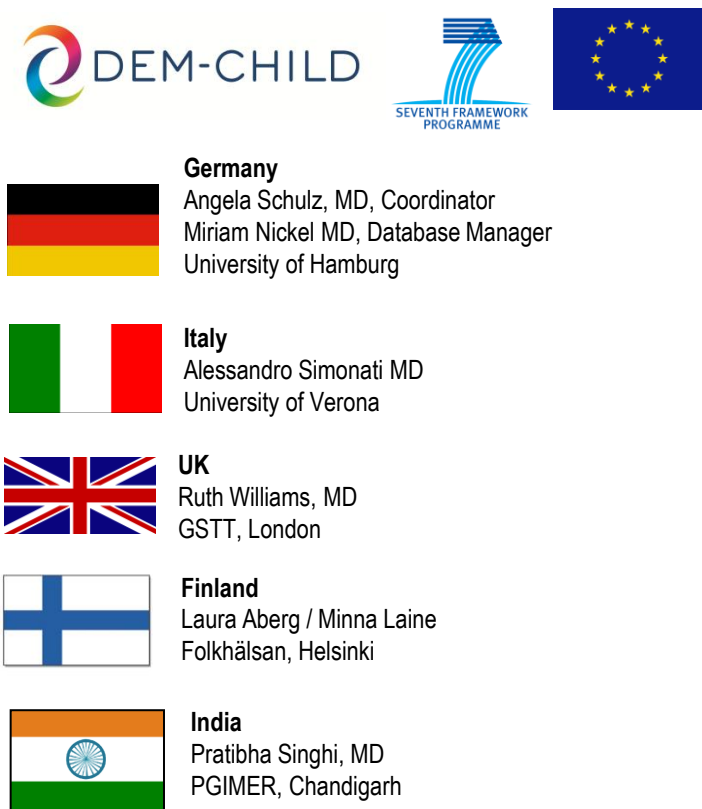 DEM-CHILD
SEVENTH FRAMEWORK
PROGRAMME
Germany
Angela Schulz, MD, Coordinator
Miriam Nickel MD, Database Manager
University of Hamburg
Italy
Alessandro Simonati MD
University of Verona
UK
Ruth Williams, MD
GSTT, London
Finland
Laura Aberg / Minna Laine
Folkhälsan, Helsinki
India
Pratibha Singhi, MD
PGIMER, Chandigarh